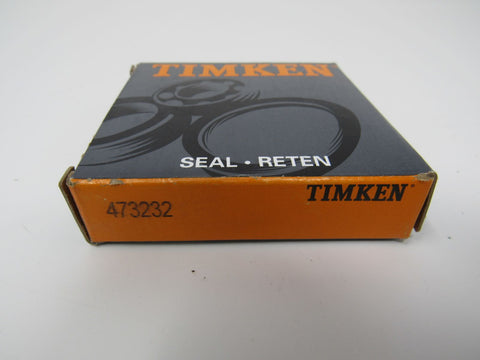 TIMKEN
SEAL • RETEN
TIMKEN®
473232